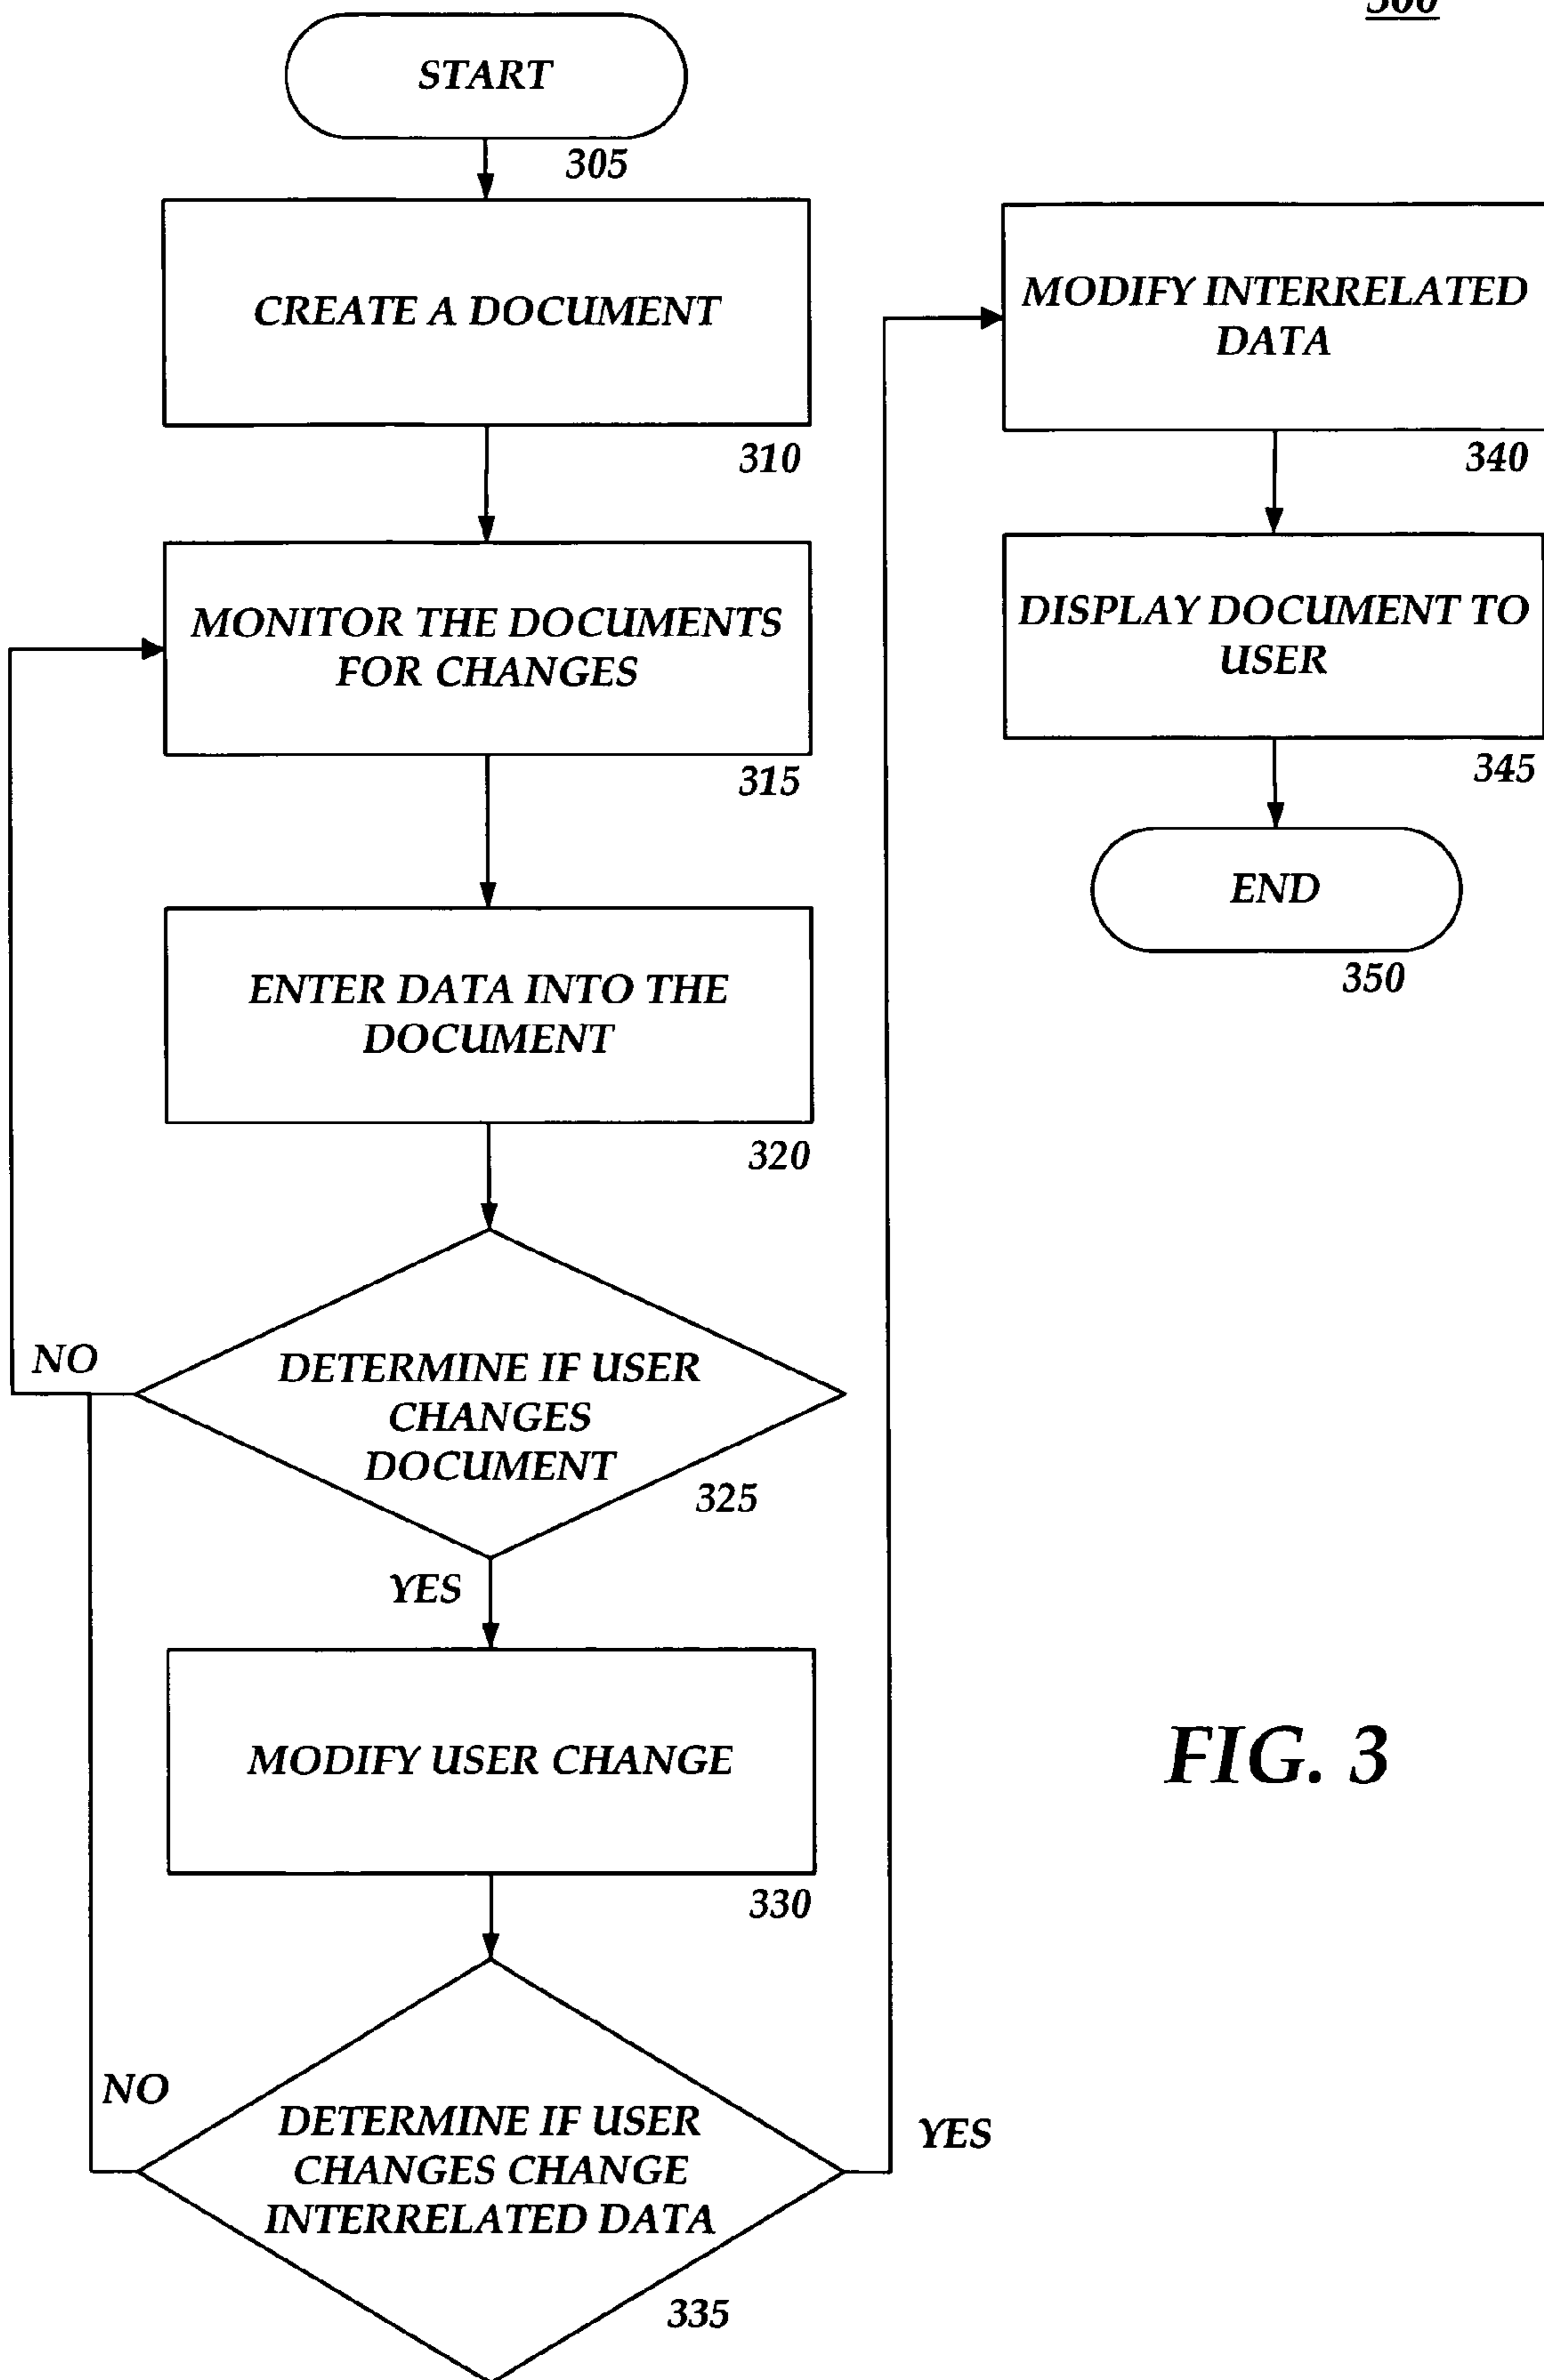 START
305
CREATE A DOCUMENT
310
MONITOR THE DOCUMENTS
FOR CHANGES
315
ENTER DATA INTO THE
DOCUMENT
320
NO
DETERMINE IF USER
CHANGES
DOCUMENT
325
YES
MODIFY USER CHANGE
330
NO
DETERMINE IF USER
CHANGES CHANGE
INTERRELATED DATA
335
YES
MODIFY INTERRELATED
DATA
340
DISPLAY DOCUMENT TO
USER
345
END
350
FIG. 3